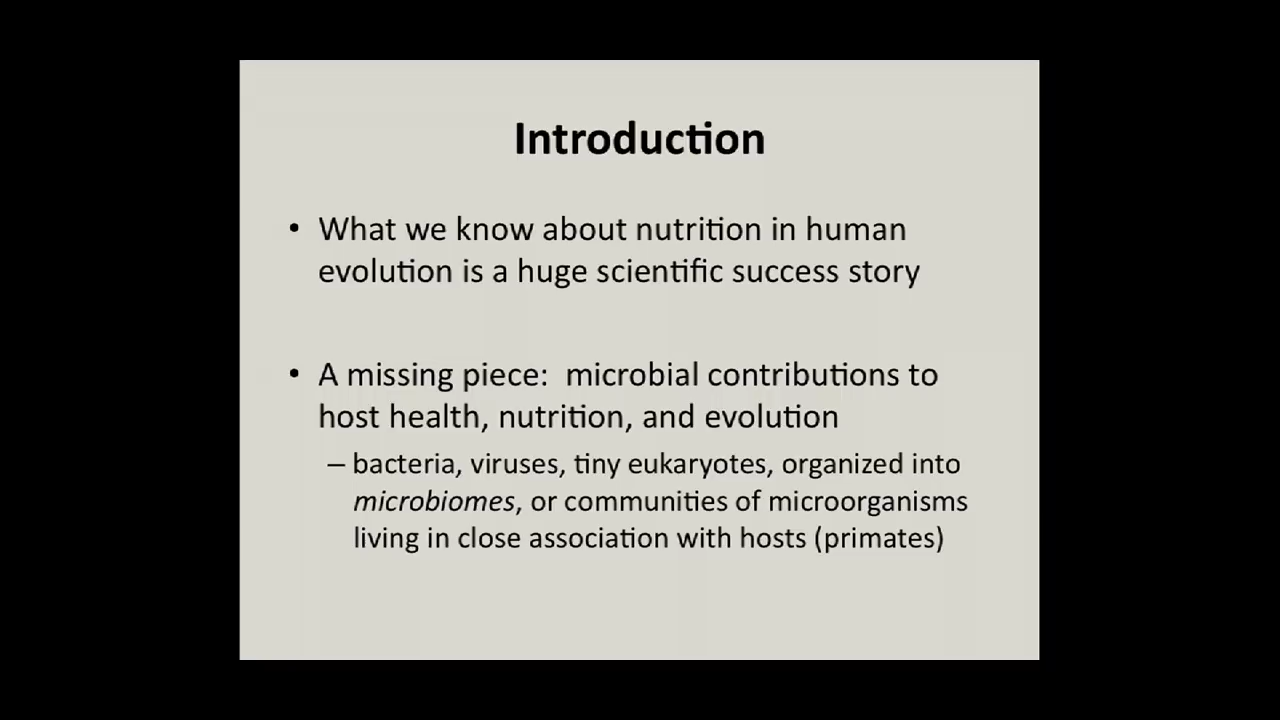 Introduction
• What we know about nutrition in human
evolution is a huge scientific success story
• A missing piece:  microbial contributions to
host health, nutrition, and evolution
– bacteria, viruses, tiny eukaryotes, organized into
microbiomes, or communities of microorganisms
living in close association with hosts (primates)